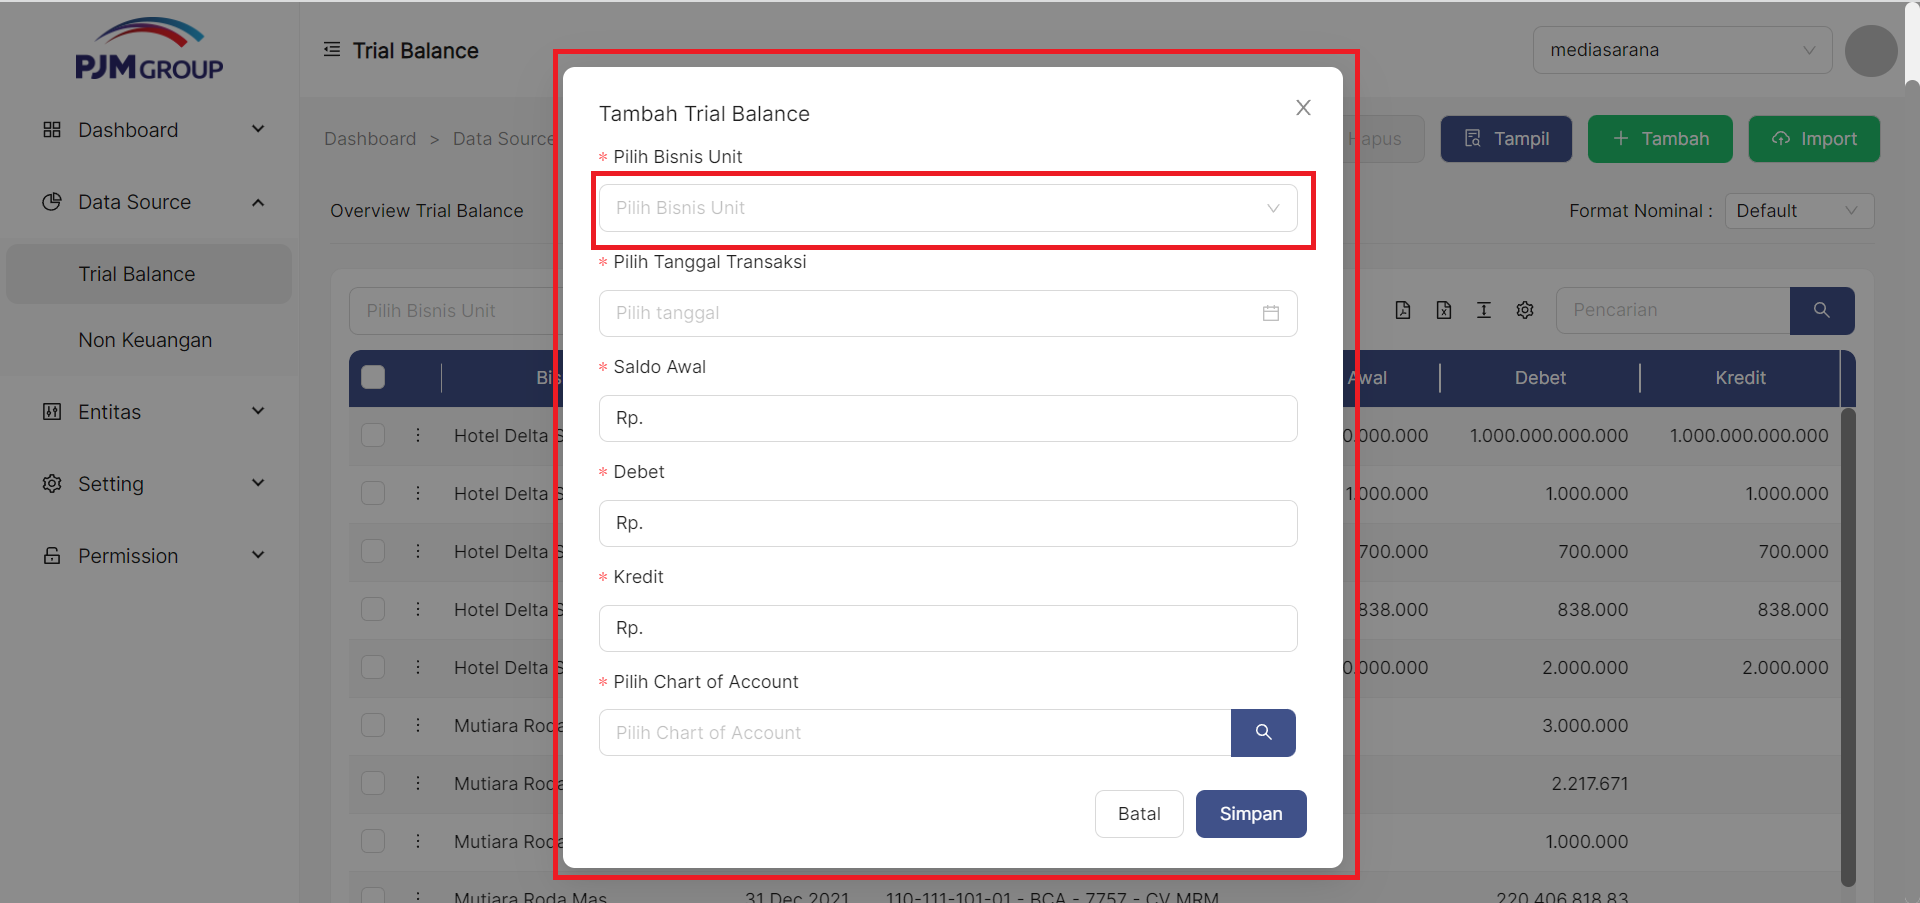 PJM GROUP
Trial Balance
mediasarana
Dashboard
Data Source
Trial Balance
Non Keuangan
Entitas
Setting
Permission
Dashboard > Data Source
Hapus
Tampil
Tambah
Import
Overview Trial Balance
Format Nominal :
Default
Pilih Bisnis Unit
Pencarian
Tambah Trial Balance
* Pilih Bisnis Unit
Pilih Bisnis Unit
* Pilih Tanggal Transaksi
Pilih tanggal
* Saldo Awal
Rp.
* Debet
Rp.
* Kredit
Rp.
* Pilih Chart of Account
Pilih Chart of Account
Batal
Simpan
Bis Awal Debet Kredit
Hotel Delta S 0.000.000 1.000.000.000.000 1.000.000.000.000
Hotel Delta S 1.000.000 1.000.000 1.000.000
Hotel Delta S 700.000 700.000 700.000
Hotel Delta S 838.000 838.000 838.000
Hotel Delta S 0.000.000 2.000.000 2.000.000
Mutiara Roda 3.000.000
Mutiara Roda 2.217.671
Mutiara Roda 1.000.000
Mutiara Roda Mas 31 Dec 2021 110-111-101-01 - BCA - 7757 - CV MRM 220.406.818,83